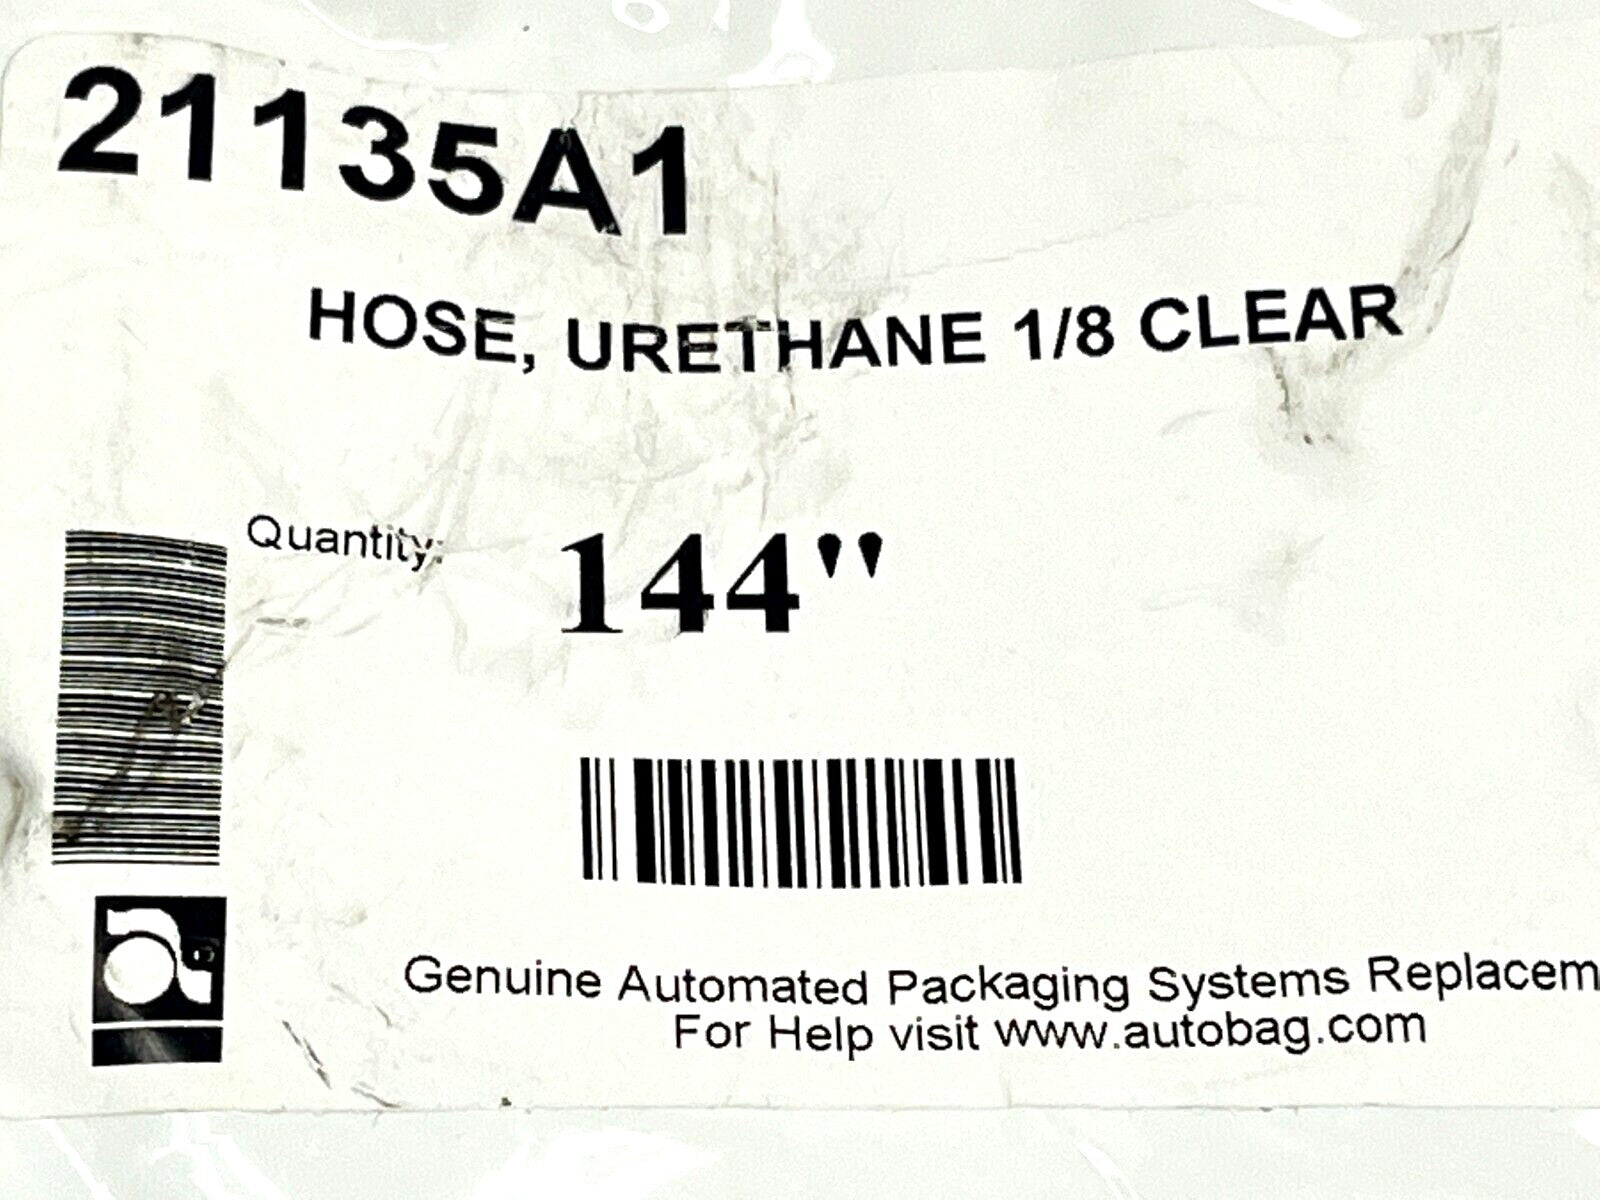 21135A1
HOSE, URETHANE 1/8 CLEAR
Quantity: 144"
Genuine Automated Packaging Systems Replacem
For Help visit www.autobag.com